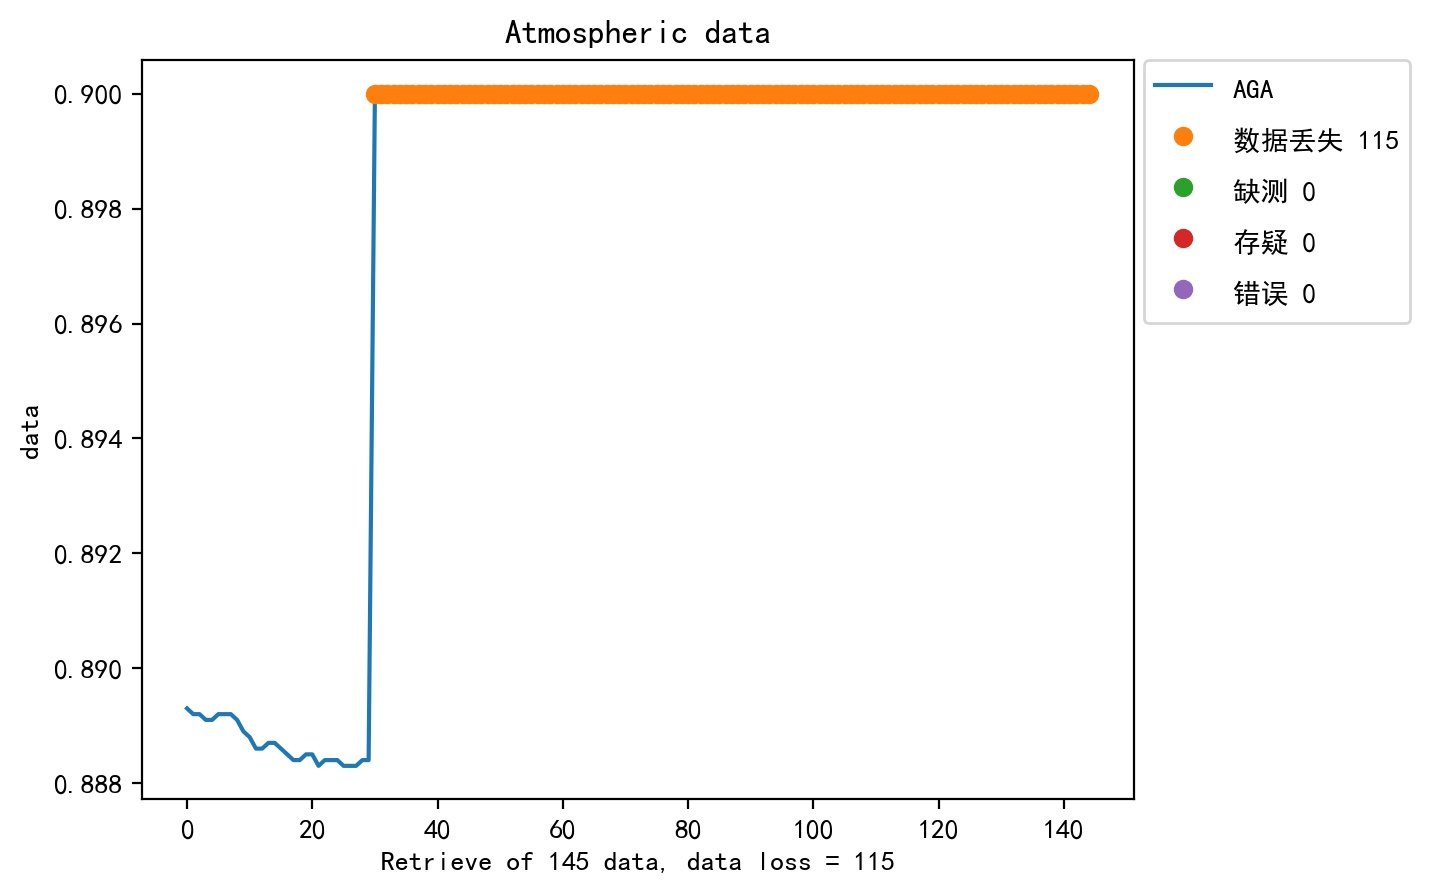 Atmospheric data
0.900
0.898
0.896
0.894
0.892
0.890
0.888
data
0
20
40
60
80
100
120
140
Retrieve of 145 data, data loss = 115
AGA
数据丢失 115
缺测 0
存疑 0
错误 0